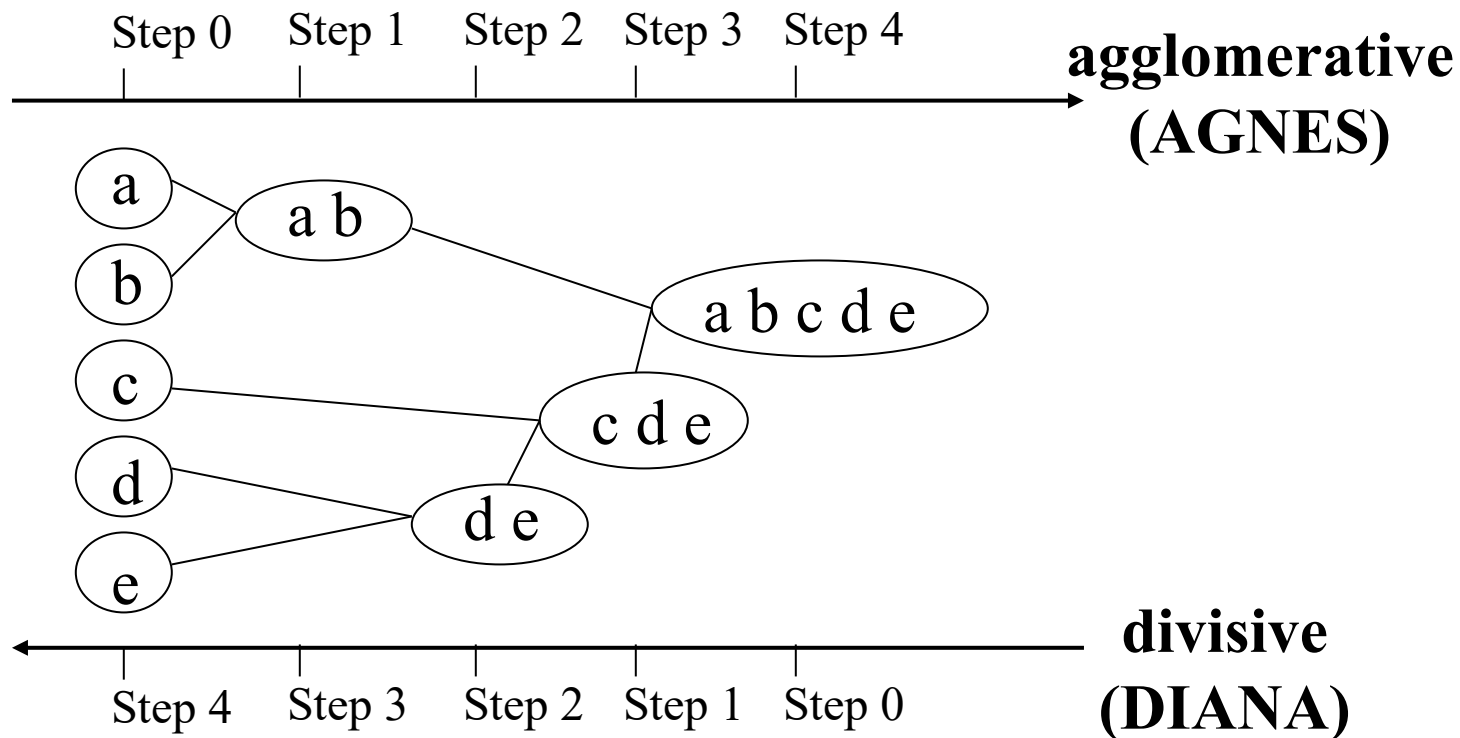 Step 0 Step 1 Step 2 Step 3 Step 4
agglomerative
(AGNES)
a
a b
b
a b c d e
c
c d e
d
d e
e
divisive
(DIANA)
Step 4 Step 3 Step 2 Step 1 Step 0